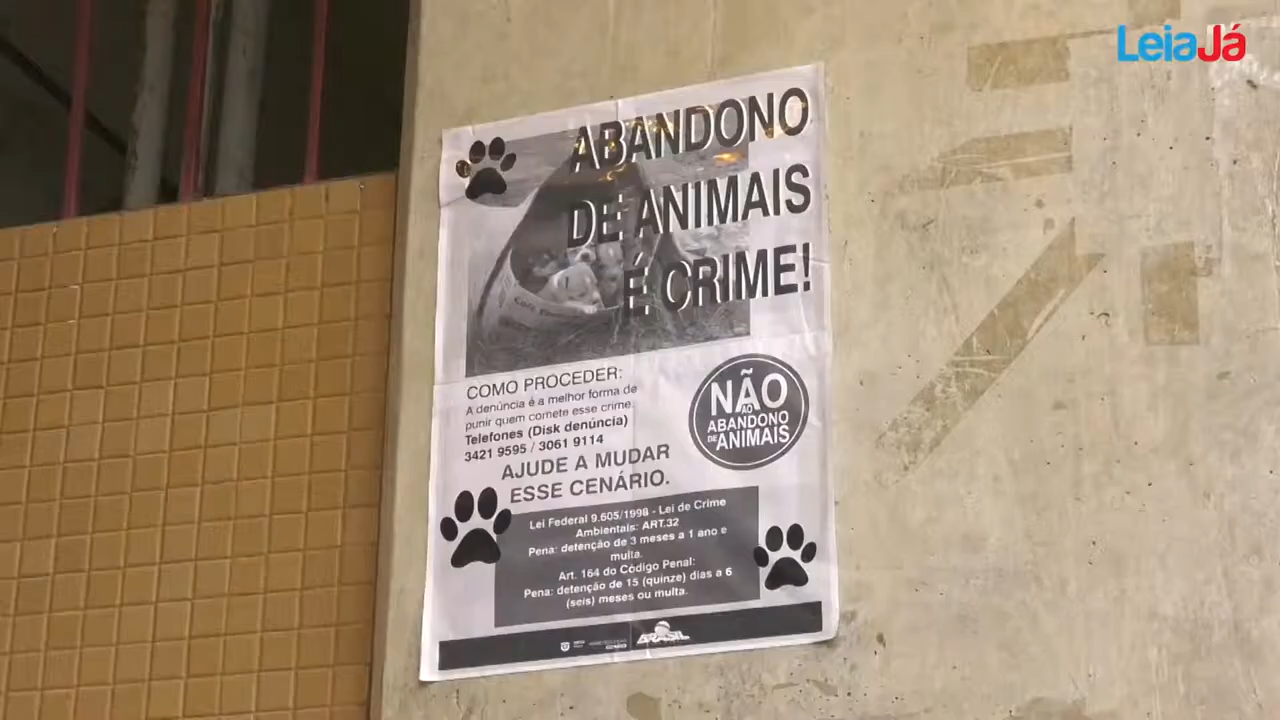 LeiaJá
ABANDONO
DE ANIMAIS
É CRIME!
COMO PROCEDER:
A denúncia é a melhor forma de
punir quem comete esse crime.
Telefones (Disk denúncia)
3421 9595 / 3061 9114
NÃO
AO
ABANDONO
DE ANIMAIS
AJUDE A MUDAR
ESSE CENÁRIO.
Lei Federal 9.605/1998 - Lei de Crime
Ambientais: ART.32
Pena: detenção de 3 meses a 1 ano e
multa.
Art. 164 do Código Penal:
Pena: detenção de 15 (quinze) dias a 6
(seis) meses ou multa.
BRASIL